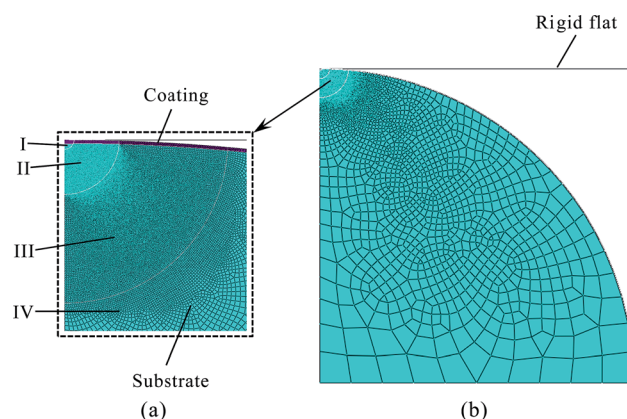 Rigid flat
Coating
I
II
III
IV
Substrate
(a)
(b)